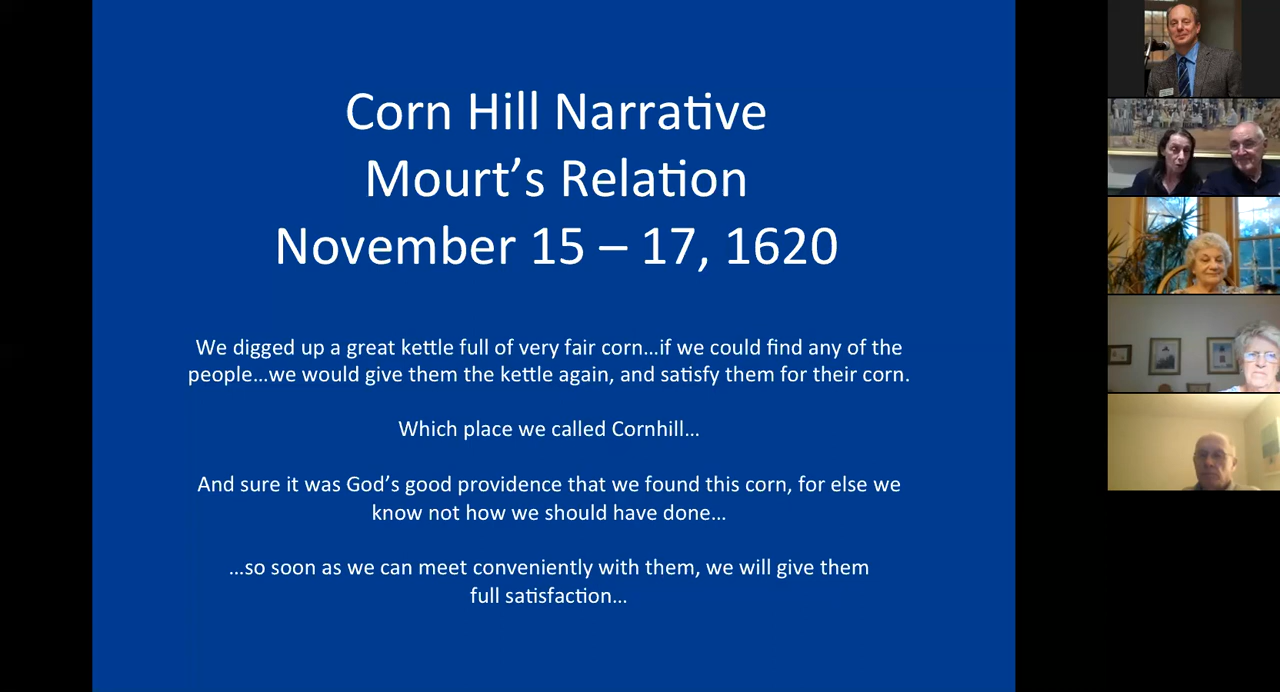 Corn Hill Narrative
Mourt’s Relation
November 15 – 17, 1620
We digged up a great kettle full of very fair corn…if we could find any of the
people…we would give them the kettle again, and satisfy them for their corn.
Which place we called Cornhill…
And sure it was God’s good providence that we found this corn, for else we
know not how we should have done…
…so soon as we can meet conveniently with them, we will give them
full satisfaction…